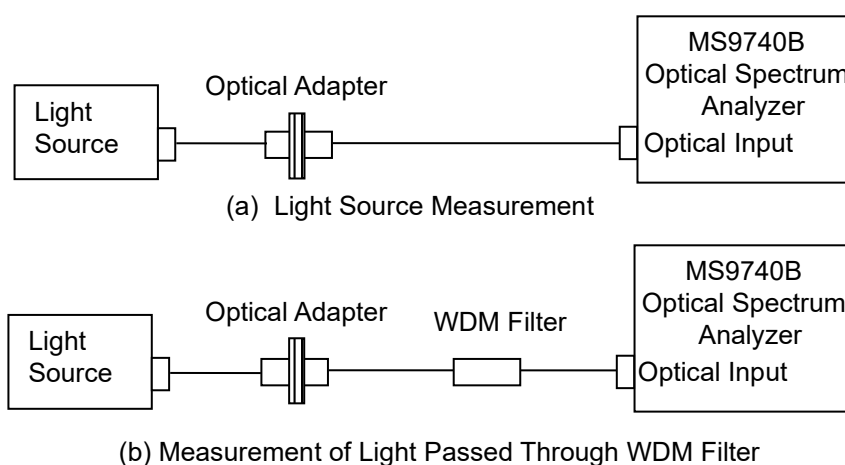 MS9740B
Optical Spectrum
Analyzer
Optical Input
Optical Adapter
Light
Source
(a) Light Source Measurement
MS9740B
Optical Spectrum
Analyzer
Optical Input
Optical Adapter
WDM Filter
Light
Source
(b) Measurement of Light Passed Through WDM Filter